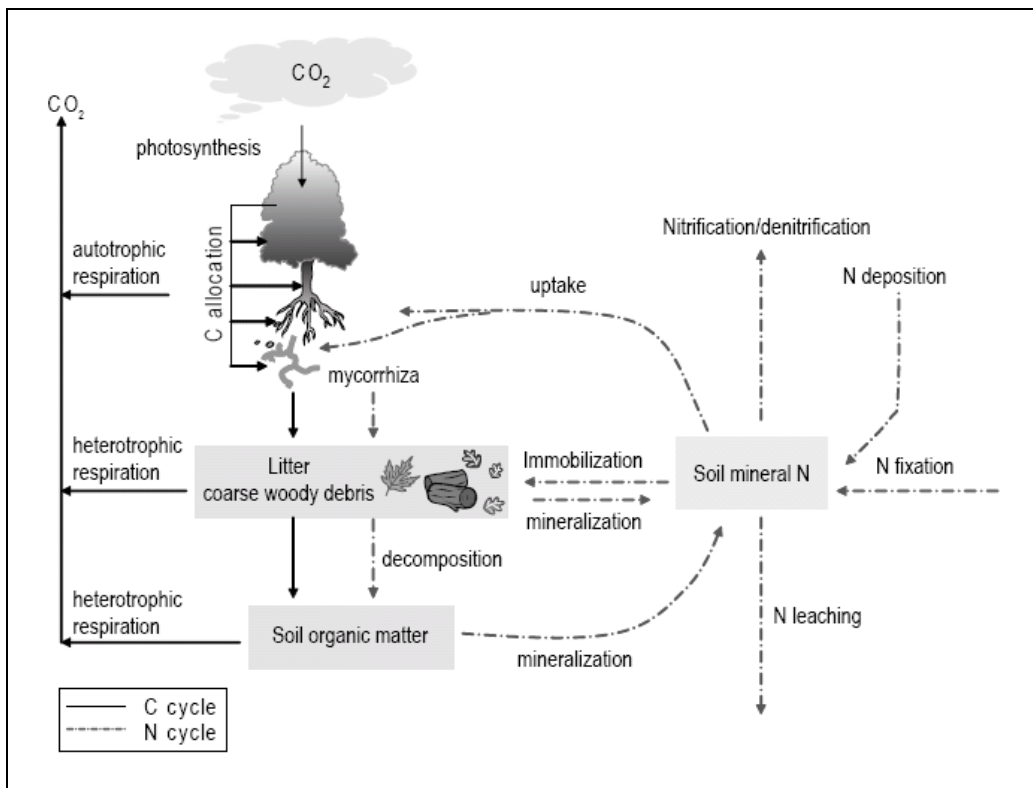 CO2
CO2
photosynthesis
C allocation
autotrophic
respiration
Nitrification/denitrification
N deposition
uptake
mycorrhiza
heterotrophic
respiration
Litter
coarse woody debris
Immobilization
mineralization
Soil mineral N
N fixation
decomposition
heterotrophic
respiration
Soil organic matter
mineralization
N leaching
C cycle
N cycle